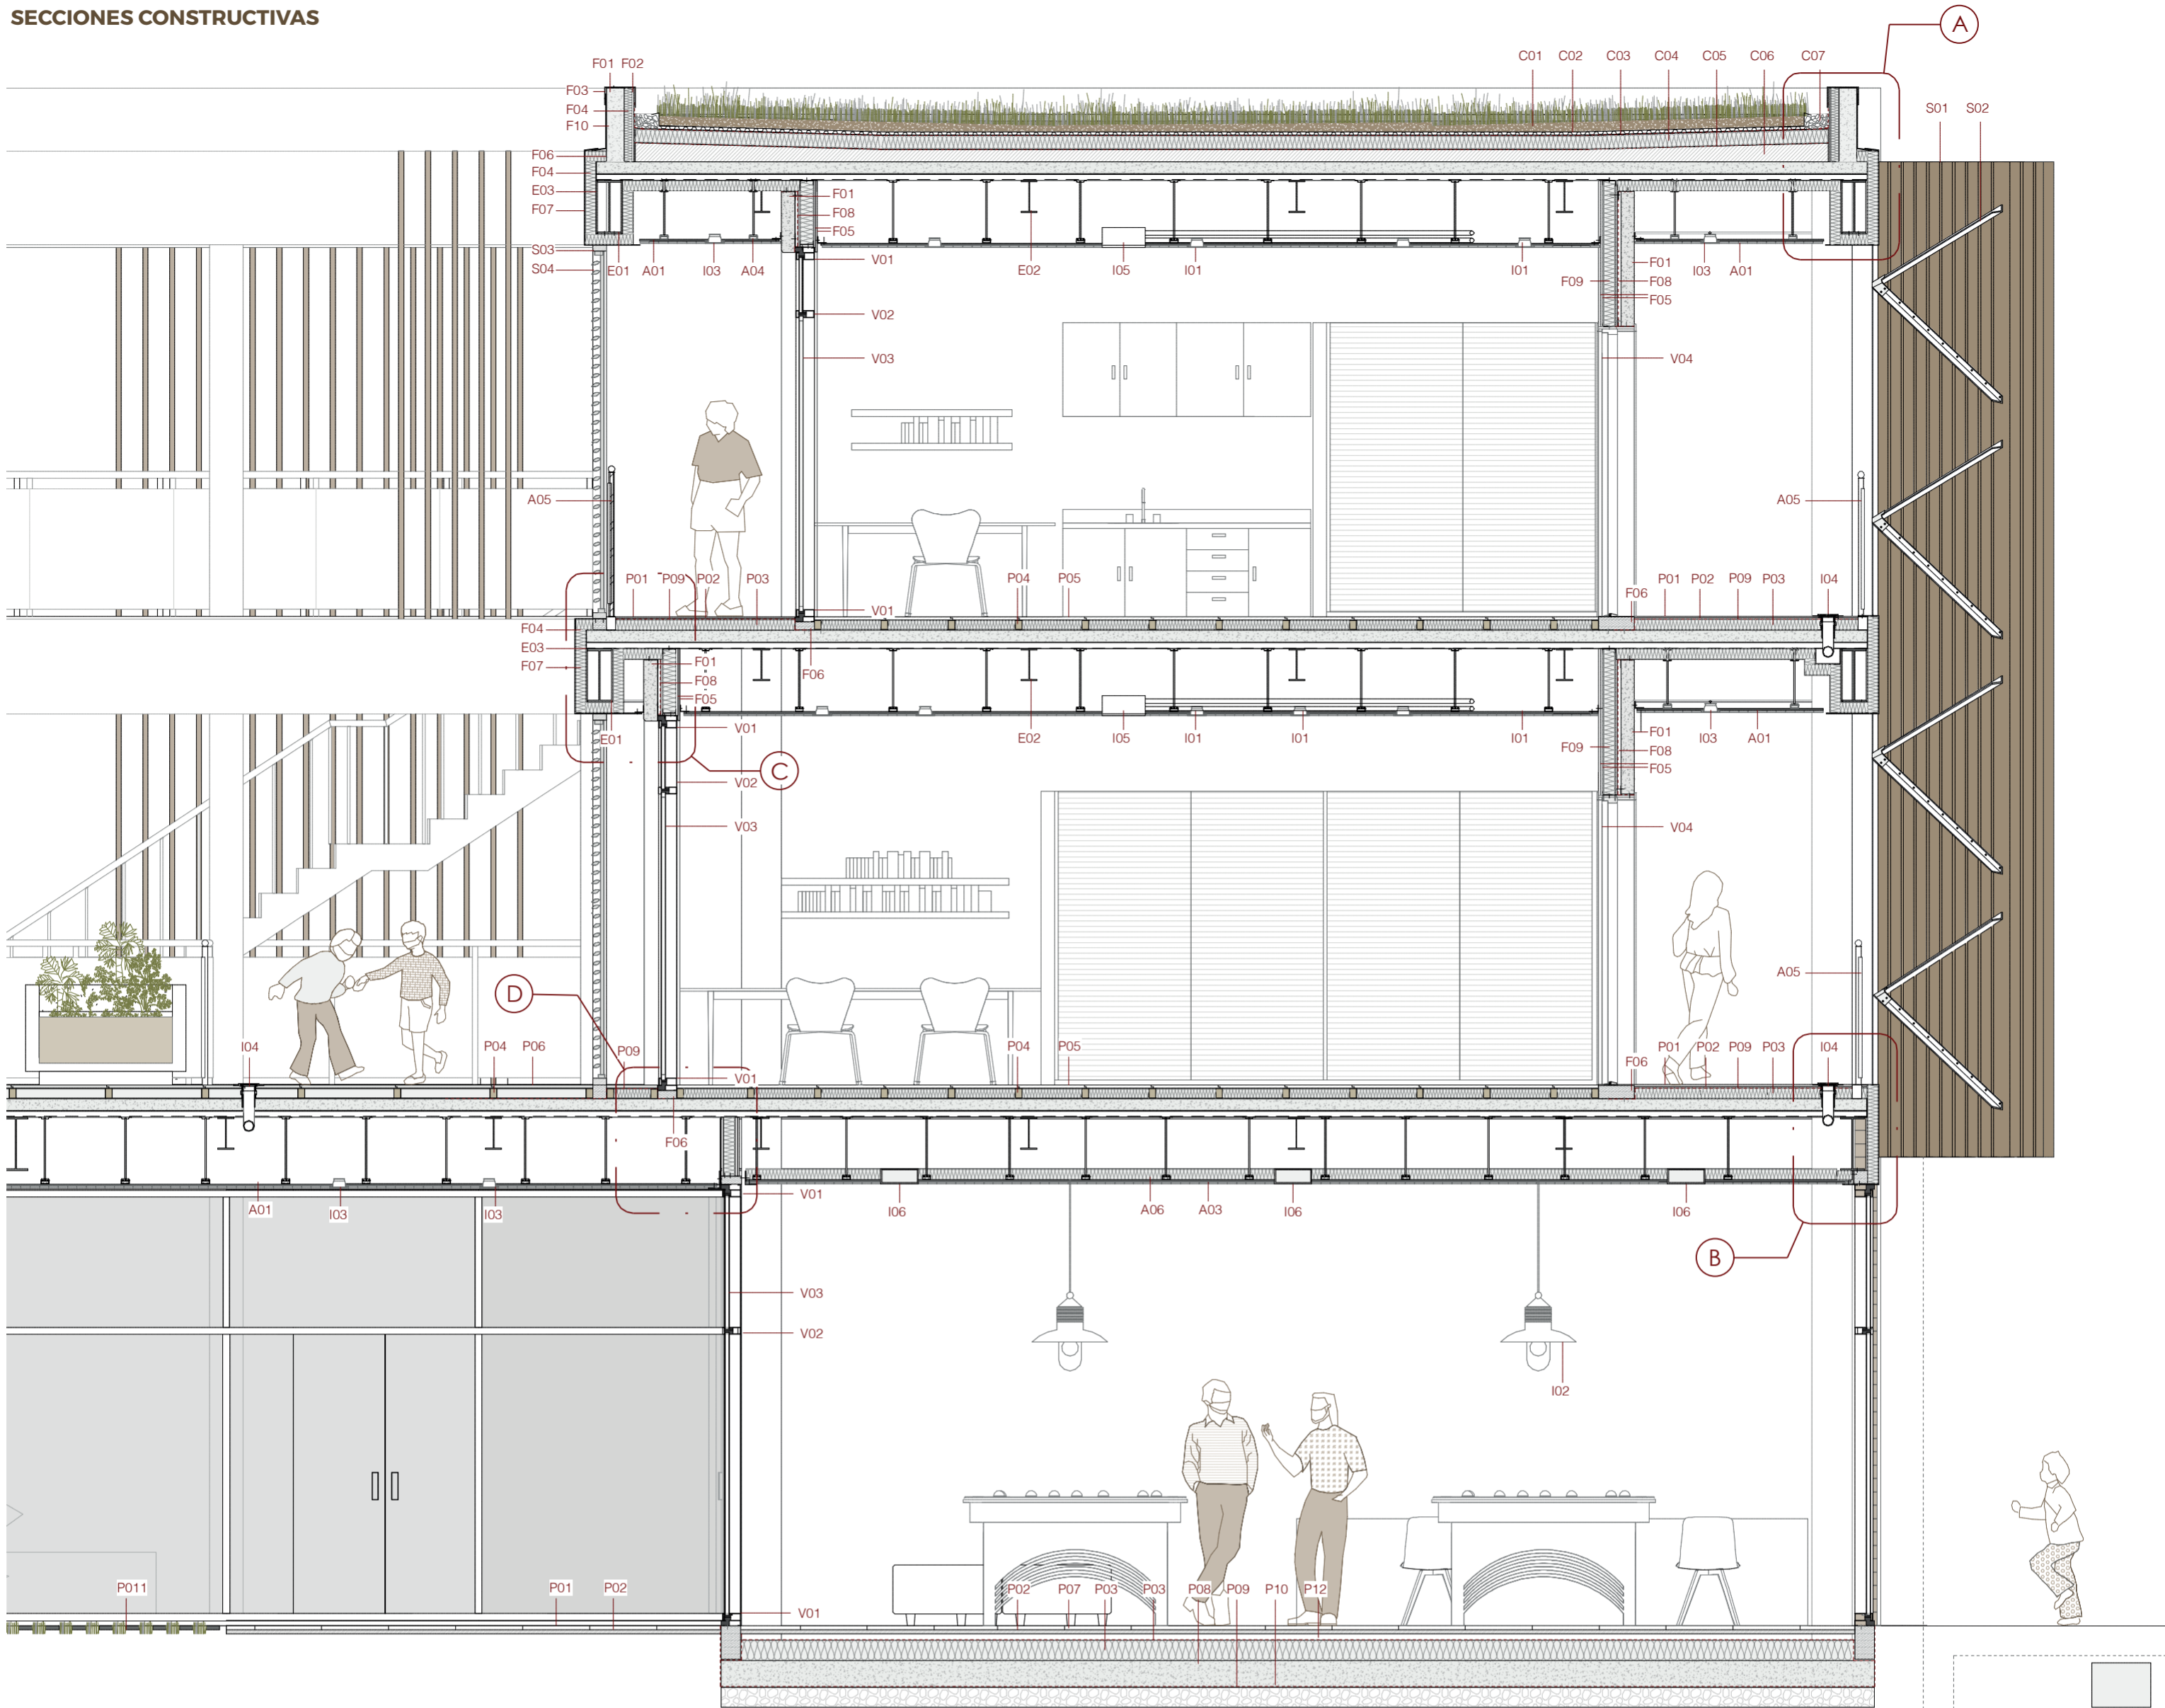 SECCIONES CONSTRUCTIVAS
A
F01 F02
C01 C02 C03 C04 C05 C06 C07
F03
F04
S01 S02
F10
F06
F04
E03
F01
F07
F08
F05
S03
V01
F01
S04
E01 A01 I03 A04
E02 I05 I01 I01
I03 A01
F09
F08
F05
V02
V03
V04
A05
A05
P01 P09 P02 P03
P04 P05
P01 P02 P09 P03 I04
F06
V01
F04
E03
F01
F07
F06
F08
F05
V01
F01
E01
E02 I05 I01 I01 I01
I03 A01
F09
F08
C
F05
V02
V03
V04
A05
D
I04
P04 P06
P09
P04 P05
P01 P02 P09 P03 I04
F06
V01
F06
V01
A01 I03 I03
I06
A06 A03
I06
I06
B
V03
V02
I02
P011
P01 P02
P02 P07 P03 P03 P08 P09 P10 P12
V01